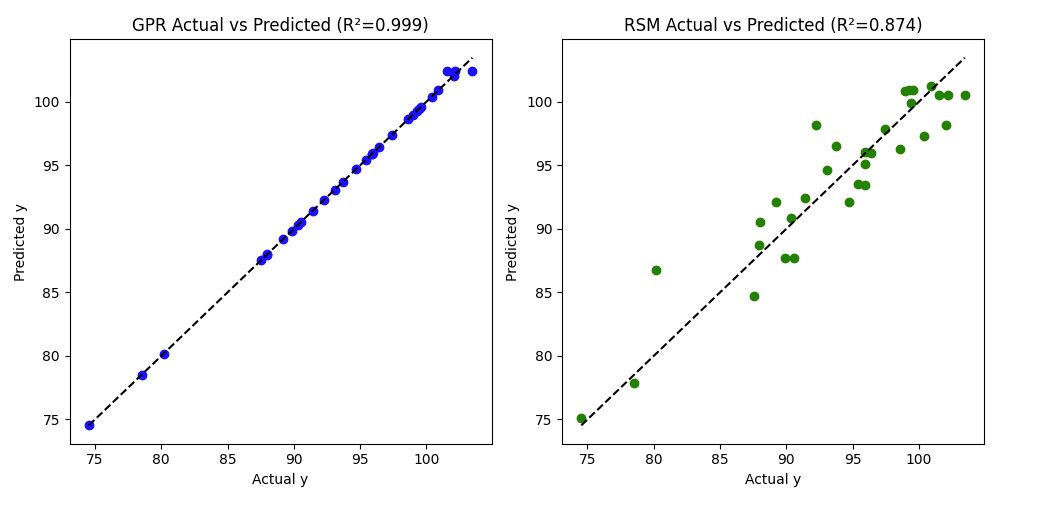 GPR Actual vs Predicted (R²=0.999)
100
95
90
85
80
75
Predicted y
75 80 85 90 95 100
Actual y
RSM Actual vs Predicted (R²=0.874)
100
95
90
85
80
75
Predicted y
75 80 85 90 95 100
Actual y